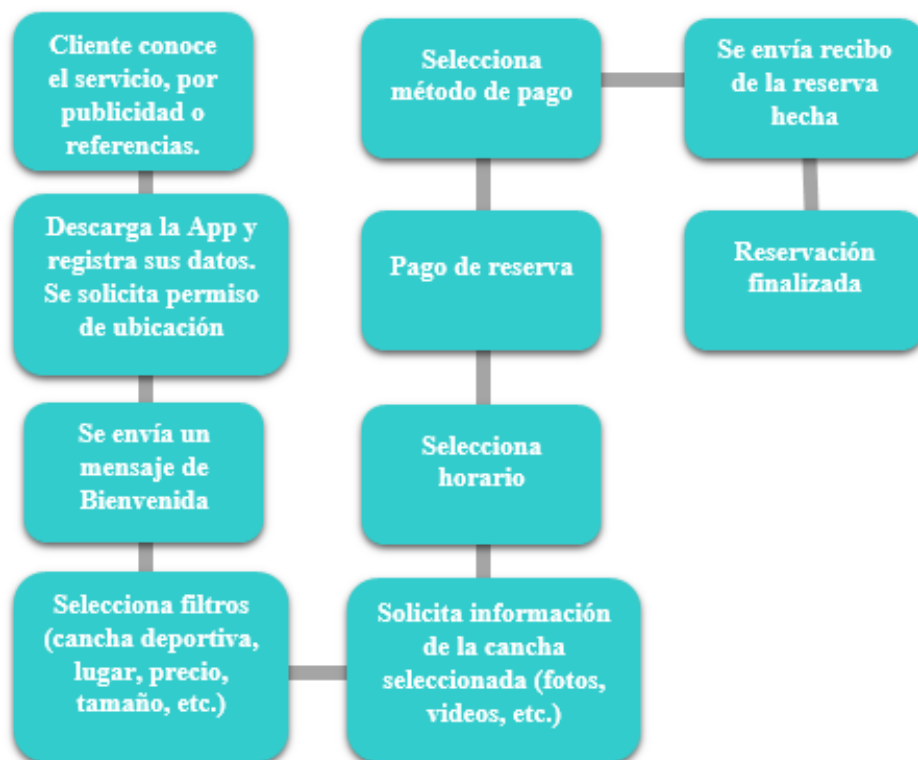 Cliente conoce
el servicio, por
publicidad o
referencias.
Descarga la App y
registra sus datos.
Se solicita permiso
de ubicación
Se envía un
mensaje de
Bienvenida
Selecciona filtros
(cancha deportiva,
lugar, precio,
tamaño, etc.)
Solicita información
de la cancha
seleccionada (fotos,
videos, etc.)
Selecciona
horario
Pago de reserva
Selecciona
método de pago
Se envía recibo
de la reserva
hecha
Reservación
finalizada